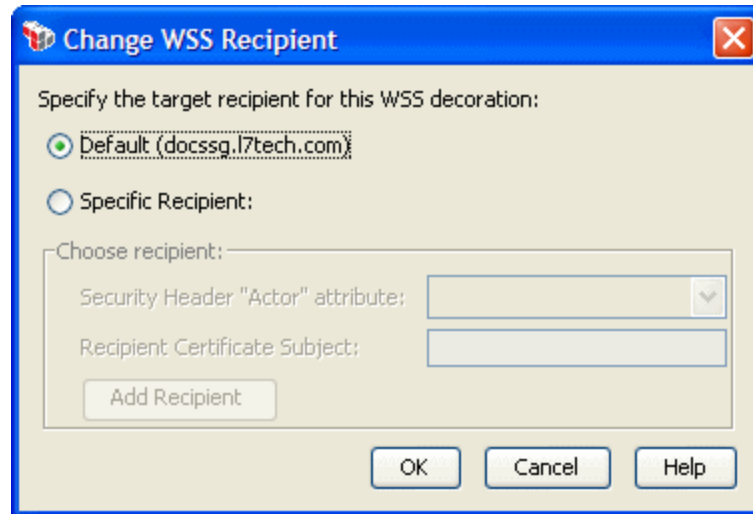 Change WSS Recipient
Specify the target recipient for this WSS decoration:
Default (docssg.l7tech.com)
Specific Recipient:
Choose recipient:
Security Header "Actor" attribute:
Recipient Certificate Subject:
Add Recipient
OK Cancel Help